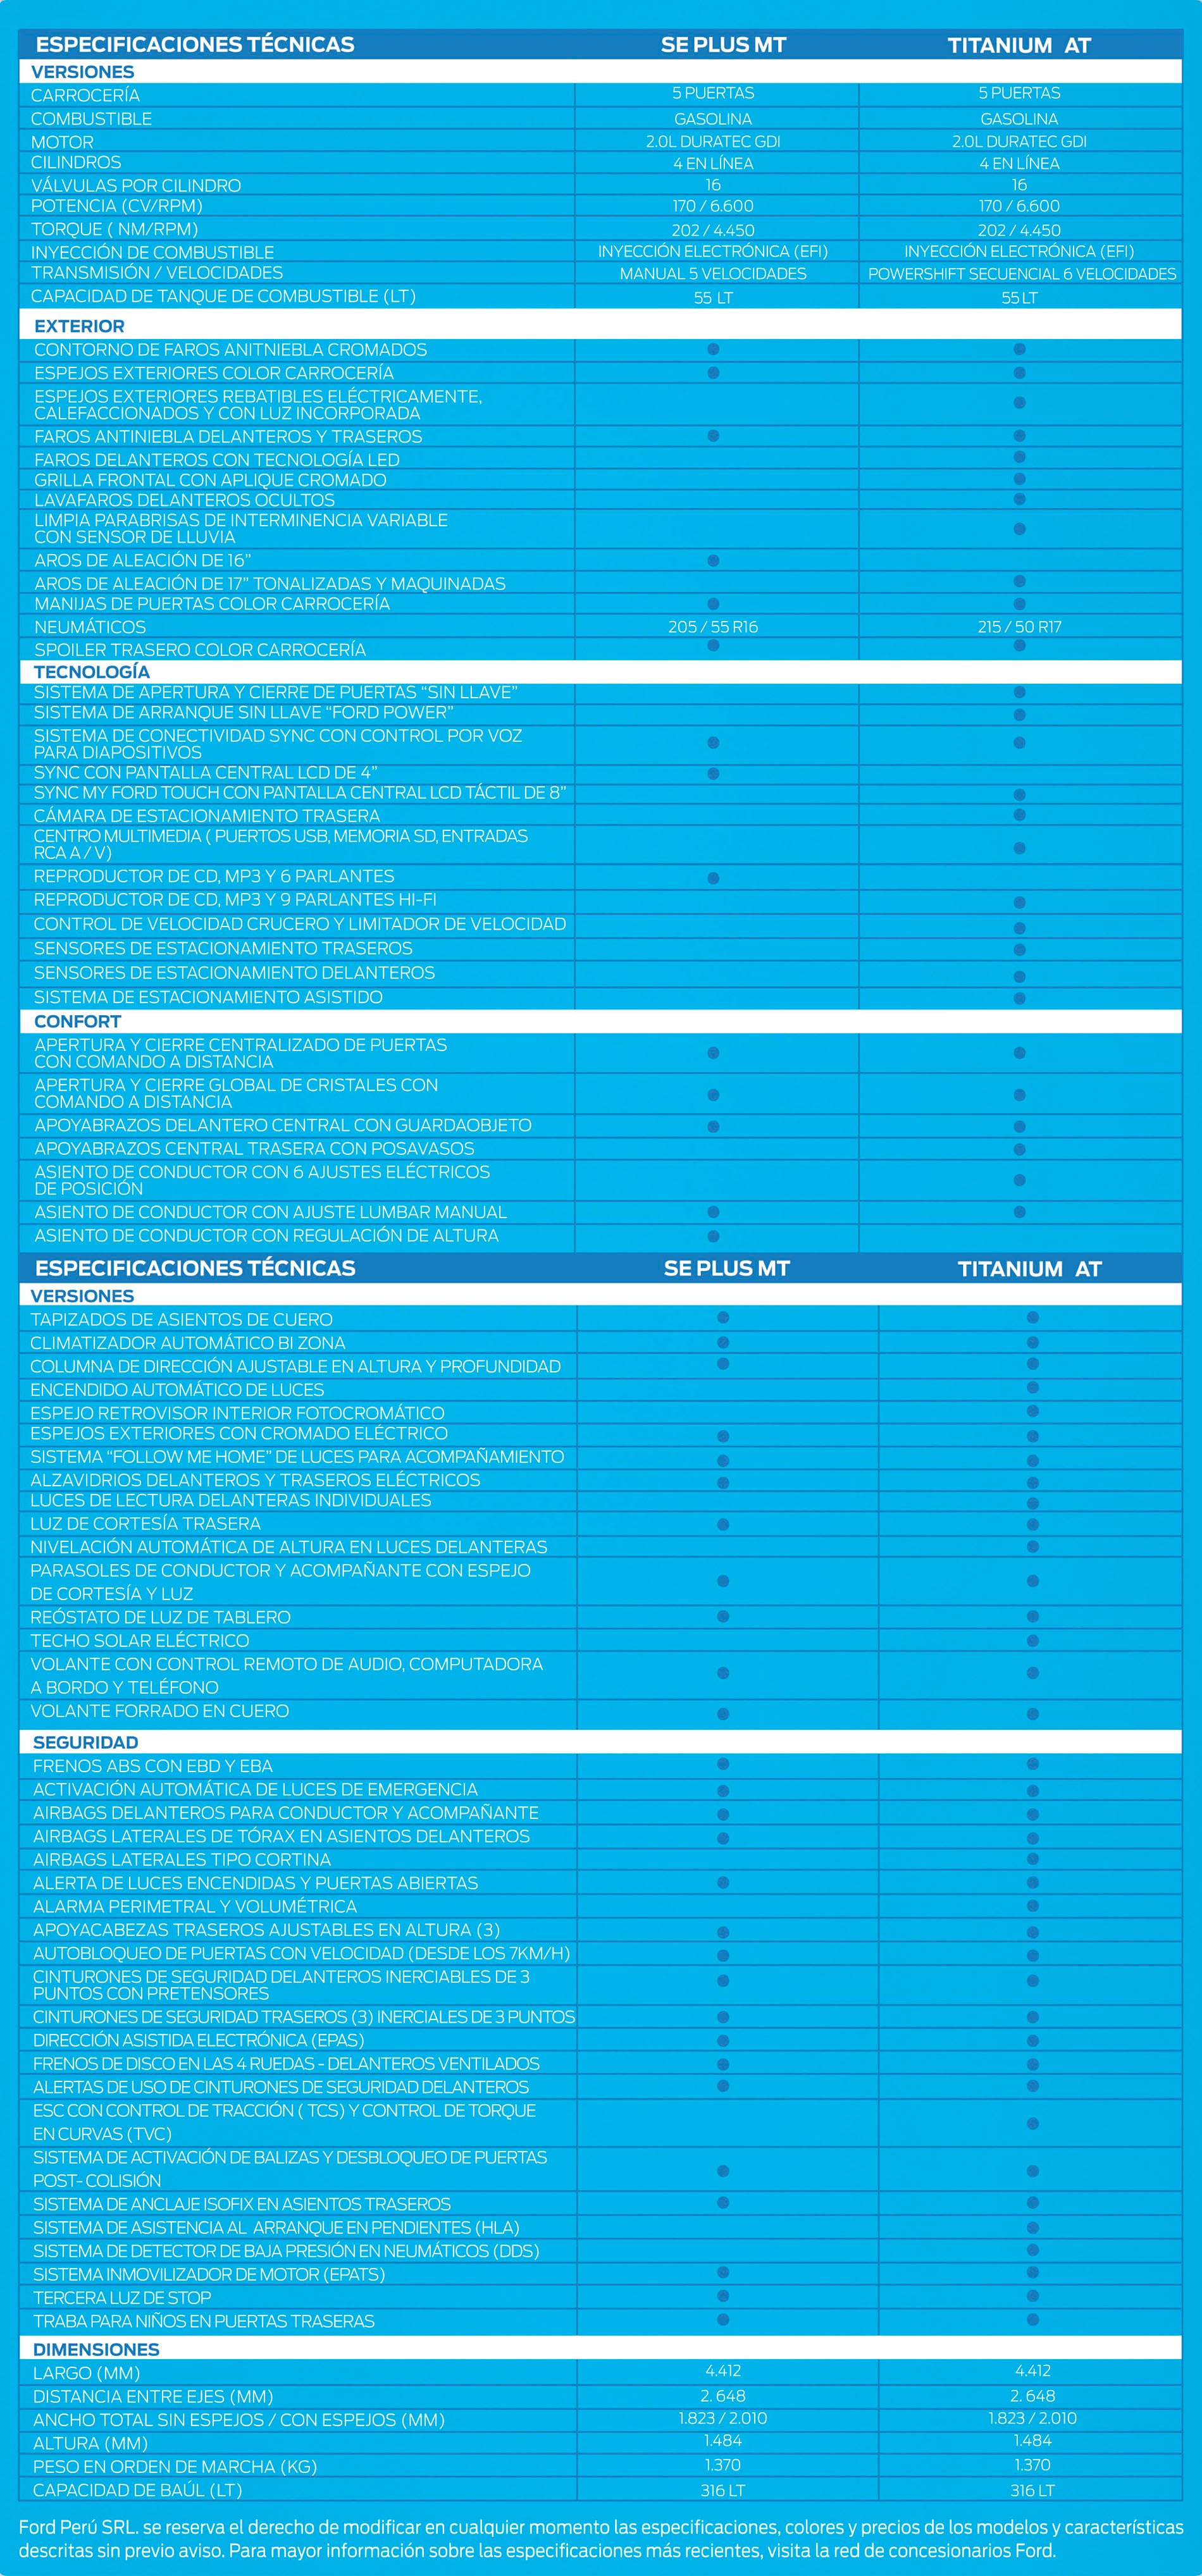 ESPECIFICACIONES TÉCNICAS SE PLUS MT TITANIUM AT
VERSIONES
CARROCERÍA 5 PUERTAS 5 PUERTAS
COMBUSTIBLE GASOLINA GASOLINA
MOTOR 2.0L DURATEC GDI 2.0L DURATEC GDI
CILINDROS 4 EN LÍNEA 4 EN LÍNEA
VÁLVULAS POR CILINDRO 16 16
POTENCIA (CV/RPM) 170 / 6.600 170 / 6.600
TORQUE ( NM/RPM) 202 / 4.450 202 / 4.450
INYECCIÓN DE COMBUSTIBLE INYECCIÓN ELECTRÓNICA (EFI) INYECCIÓN ELECTRÓNICA (EFI)
TRANSMISIÓN / VELOCIDADES MANUAL 5 VELOCIDADES POWERSHIFT SECUENCIAL 6 VELOCIDADES
CAPACIDAD DE TANQUE DE COMBUSTIBLE (LT) 55 LT 55 LT
EXTERIOR
CONTORNO DE FAROS ANITNIEBLA CROMADOS
ESPEJOS EXTERIORES COLOR CARROCERÍA
ESPEJOS EXTERIORES REBATIBLES ELÉCTRICAMENTE,
CALEFACCIONADOS Y CON LUZ INCORPORADA
FAROS ANTINIEBLA DELANTEROS Y TRASEROS
FAROS DELANTEROS CON TECNOLOGÍA LED
GRILLA FRONTAL CON APLIQUE CROMADO
LAVAFAROS DELANTEROS OCULTOS
LIMPIA PARABRISAS DE INTERMINENCIA VARIABLE
CON SENSOR DE LLUVIA
AROS DE ALEACIÓN DE 16”
AROS DE ALEACIÓN DE 17" TONALIZADAS Y MAQUINADAS
MANIJAS DE PUERTAS COLOR CARROCERÍA
NEUMÁTICOS 205 / 55 R16 215 / 50 R17
SPOILER TRASERO COLOR CARROCERÍA
TECNOLOGÍA
SISTEMA DE APERTURA Y CIERRE DE PUERTAS “SIN LLAVE”
SISTEMA DE ARRANQUE SIN LLAVE “FORD POWER”
SISTEMA DE CONECTIVIDAD SYNC CON CONTROL POR VOZ
PARA DIAPOSITIVOS
SYNC CON PANTALLA CENTRAL LCD DE 4”
SYNC MY FORD TOUCH CON PANTALLA CENTRAL LCD TÁCTIL DE 8”
CÁMARA DE ESTACIONAMIENTO TRASERA
CENTRO MULTIMEDIA ( PUERTOS USB, MEMORIA SD, ENTRADAS
RCA A / V)
REPRODUCTOR DE CD, MP3 Y 6 PARLANTES
REPRODUCTOR DE CD, MP3 Y 9 PARLANTES HI-FI
CONTROL DE VELOCIDAD CRUCERO Y LIMITADOR DE VELOCIDAD
SENSORES DE ESTACIONAMIENTO TRASEROS
SENSORES DE ESTACIONAMIENTO DELANTEROS
SISTEMA DE ESTACIONAMIENTO ASISTIDO
CONFORT
APERTURA Y CIERRE CENTRALIZADO DE PUERTAS
CON COMANDO A DISTANCIA
APERTURA Y CIERRE GLOBAL DE CRISTALES CON
COMANDO A DISTANCIA
APOYABRAZOS DELANTERO CENTRAL CON GUARDAOBJETO
APOYABRAZOS CENTRAL TRASERA CON POSAVASOS
ASIENTO DE CONDUCTOR CON 6 AJUSTES ELÉCTRICOS
DE POSICIÓN
ASIENTO DE CONDUCTOR CON AJUSTE LUMBAR MANUAL
ASIENTO DE CONDUCTOR CON REGULACIÓN DE ALTURA
ESPECIFICACIONES TÉCNICAS SE PLUS MT TITANIUM AT
VERSIONES
TAPIZADOS DE ASIENTOS DE CUERO
CLIMATIZADOR AUTOMÁTICO BI ZONA
COLUMNA DE DIRECCIÓN AJUSTABLE EN ALTURA Y PROFUNDIDAD
ENCENDIDO AUTOMÁTICO DE LUCES
ESPEJO RETROVISOR INTERIOR FOTOCROMÁTICO
ESPEJOS EXTERIORES CON CROMADO ELÉCTRICO
SISTEMA “FOLLOW ME HOME” DE LUCES PARA ACOMPAÑAMIENTO
ALZAVIDRIOS DELANTEROS Y TRASEROS ELÉCTRICOS
LUCES DE LECTURA DELANTERAS INDIVIDUALES
LUZ DE CORTESÍA TRASERA
NIVELACIÓN AUTOMÁTICA DE ALTURA EN LUCES DELANTERAS
PARASOLES DE CONDUCTOR Y ACOMPAÑANTE CON ESPEJO
DE CORTESÍA Y LUZ
REÓSTATO DE LUZ DE TABLERO
TECHO SOLAR ELÉCTRICO
VOLANTE CON CONTROL REMOTO DE AUDIO, COMPUTADORA
A BORDO Y TELÉFONO
VOLANTE FORRADO EN CUERO
SEGURIDAD
FRENOS ABS CON EBD Y EBA
ACTIVACIÓN AUTOMÁTICA DE LUCES DE EMERGENCIA
AIRBAGS DELANTEROS PARA CONDUCTOR Y ACOMPAÑANTE
AIRBAGS LATERALES DE TÓRAX EN ASIENTOS DELANTEROS
AIRBAGS LATERALES TIPO CORTINA
ALERTA DE LUCES ENCENDIDAS Y PUERTAS ABIERTAS
ALARMA PERIMETRAL Y VOLUMÉTRICA
APOYACABEZAS TRASEROS AJUSTABLES EN ALTURA (3)
AUTOBLOQUEO DE PUERTAS CON VELOCIDAD (DESDE LOS 7KM/H)
CINTURONES DE SEGURIDAD DELANTEROS INERCIABLES DE 3
PUNTOS CON PRETENSORES
CINTURONES DE SEGURIDAD TRASEROS (3) INERCIALES DE 3 PUNTOS
DIRECCIÓN ASISTIDA ELECTRÓNICA (EPAS)
FRENOS DE DISCO EN LAS 4 RUEDAS - DELANTEROS VENTILADOS
ALERTAS DE USO DE CINTURONES DE SEGURIDAD DELANTEROS
ESC CON CONTROL DE TRACCIÓN ( TCS) Y CONTROL DE TORQUE
EN CURVAS (TVC)
SISTEMA DE ACTIVACIÓN DE BALIZAS Y DESBLOQUEO DE PUERTAS
POST- COLISIÓN
SISTEMA DE ANCLAJE ISOFIX EN ASIENTOS TRASEROS
SISTEMA DE ASISTENCIA AL ARRANQUE EN PENDIENTES (HLA)
SISTEMA DE DETECTOR DE BAJA PRESIÓN EN NEUMÁTICOS (DDS)
SISTEMA INMOVILIZADOR DE MOTOR (EPATS)
TERCERA LUZ DE STOP
TRABA PARA NIÑOS EN PUERTAS TRASERAS
DIMENSIONES
LARGO (MM) 4.412 4.412
DISTANCIA ENTRE EJES (MM) 2. 648 2. 648
ANCHO TOTAL SIN ESPEJOS / CON ESPEJOS (MM) 1.823 / 2.010 1.823 / 2.010
ALTURA (MM) 1.484 1.484
PESO EN ORDEN DE MARCHA (KG) 1.370 1.370
CAPACIDAD DE BAÚL (LT) 316 LT 316 LT
Ford Perú SRL. se reserva el derecho de modificar en cualquier momento las especificaciones, colores y precios de los modelos y características
descritas sin previo aviso. Para mayor información sobre las especificaciones más recientes, visita la red de concesionarios Ford.